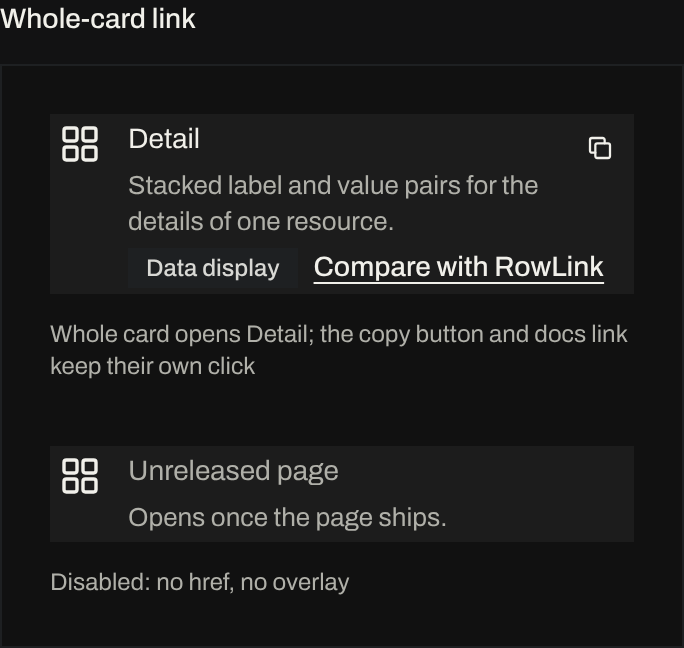 Whole-card link
Detail
Stacked label and value pairs for the
details of one resource.
Data display Compare with RowLink
Whole card opens Detail; the copy button and docs link
keep their own click
Unreleased page
Opens once the page ships.
Disabled: no href, no overlay